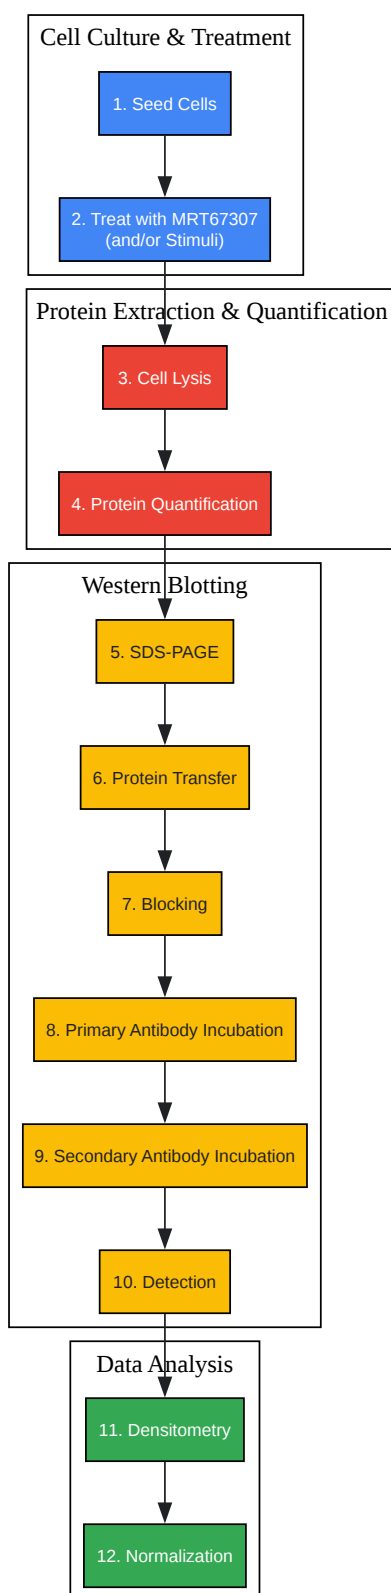 Cell Culture & Treatment
1. Seed Cells
2. Treat with MRT67307
(and/or Stimuli)
Protein Extraction & Quantification
3. Cell Lysis
4. Protein Quantification
Western Blotting
5. SDS-PAGE
6. Protein Transfer
7. Blocking
8. Primary Antibody Incubation
9. Secondary Antibody Incubation
10. Detection
Data Analysis
11. Densitometry
12. Normalization